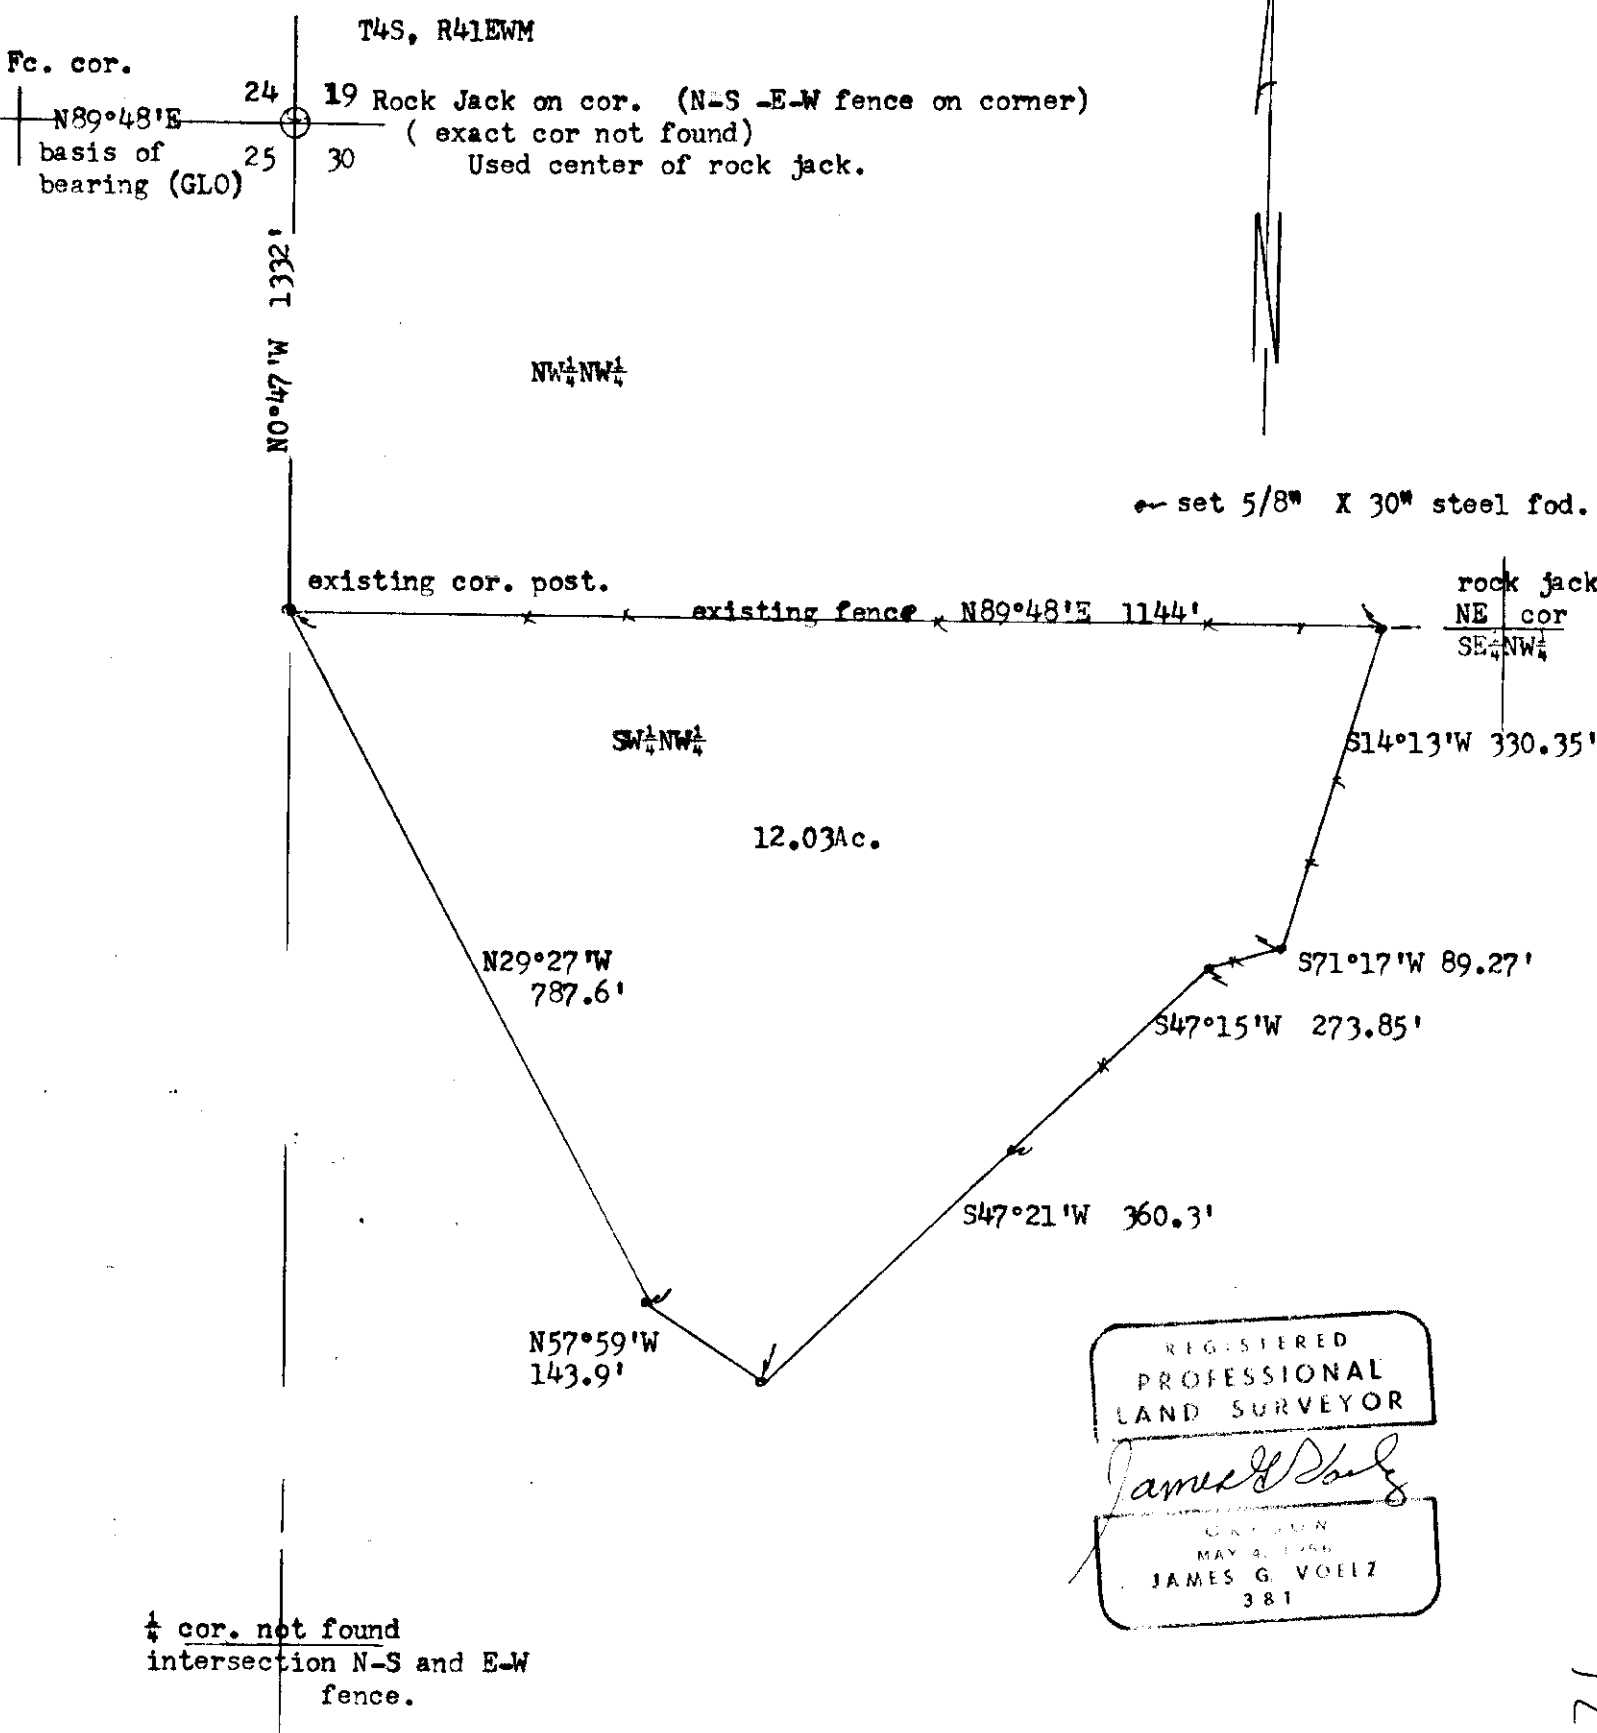 T4S, R41EWM
Fc. cor.
24 19 Rock Jack on cor. (N-S -E-W fence on corner)
N89°48'E
( exact cor not found)
basis of 25 30 Used center of rock jack.
bearing (GLO)
N0°47'W 1332'
NW¼NW¼
set 5/8" X 30" steel fod.
existing cor. post.
existing fence N89°48'E 1144'
rock jack
NE cor
SE¼NW¼
SW¼NW¼
S14°13'W 330.35'
12.03Ac.
N29°27'W
787.6'
S71°17'W 89.27'
S47°15'W 273.85'
S47°21'W 360.3'
N57°59'W
143.9'
REGISTERED
PROFESSIONAL
LAND SURVEYOR
OREGON
MAY 4, 1956
JAMES G. VOELZ
381
¼ cor. not found
intersection N-S and E-W
fence.